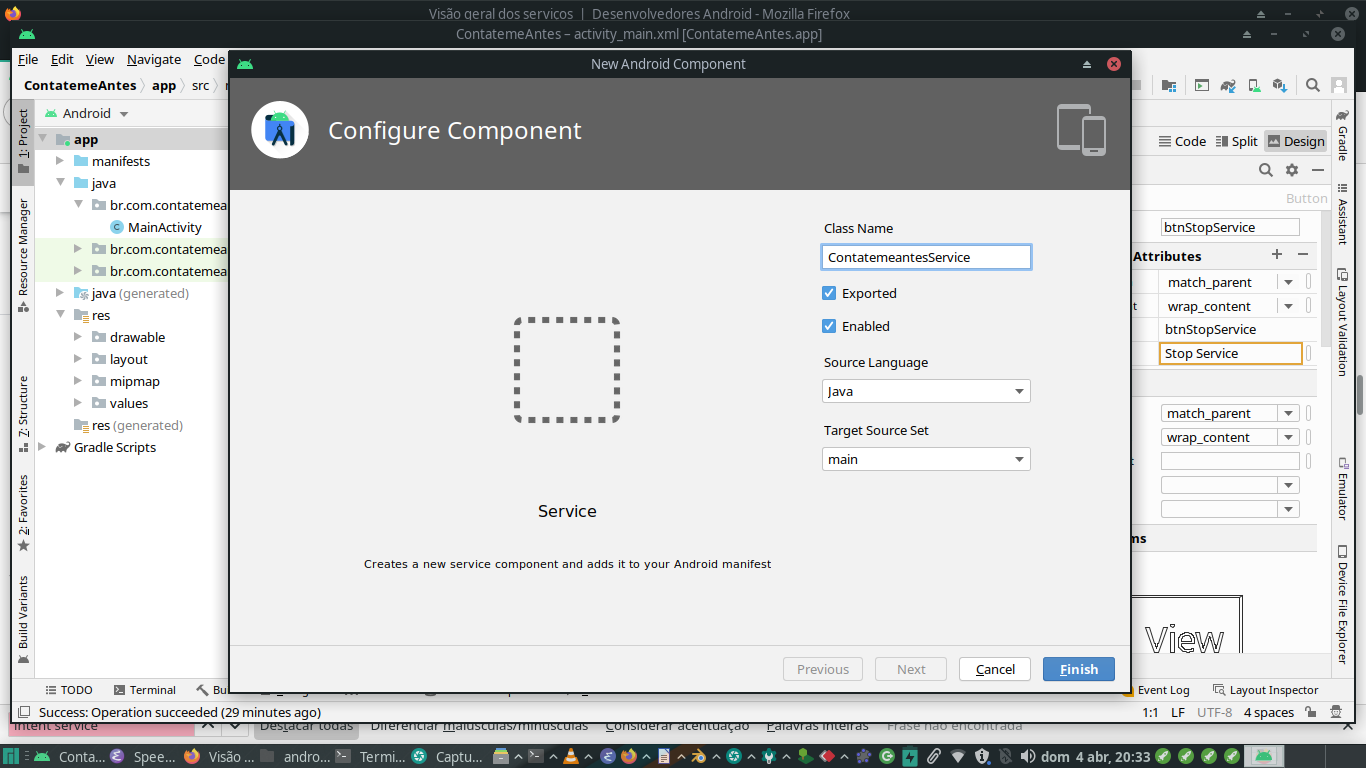 Visão geral dos servicos | Desenvolvedores Android - Mozilla Firefox
ContatemeAntes – activity_main.xml [ContatemeAntes.app]
File Edit View Navigate Code
New Android Component
ContatemeAntes app src
Configure Component
Android
1: Project
Resource Manager
7: Structure
2: Favorites
Build Variants
app
manifests
java
br.com.contatemea
MainActivity
br.com.contatemea
br.com.contatemea
java (generated)
res
drawable
layout
mipmap
values
res (generated)
Gradle Scripts
Class Name
ContatemeantesService
Exported
Enabled
Source Language
Java
Target Source Set
main
Service
Creates a new service component and adds it to your Android manifest
Previous Next Cancel Finish
Code Split Design
Button
btnStopService
Attributes
match_parent
wrap_content
btnStopService
Stop Service
match_parent
wrap_content
ms
View
Gradle
Assistant
Layout Validation
Emulator
Device File Explorer
TODO Terminal Bu
Event Log Layout Inspector
Success: Operation succeeded (29 minutes ago)
1:1 LF UTF-8 4 spaces
intent service Destacar todas Diferenciar maiúsculas/minúsculas Considerar acentuação Palavras inteiras Frase não encontrada
Conta... Spee... Visão ... andro... Termi... Captu... dom 4 abr, 20:33